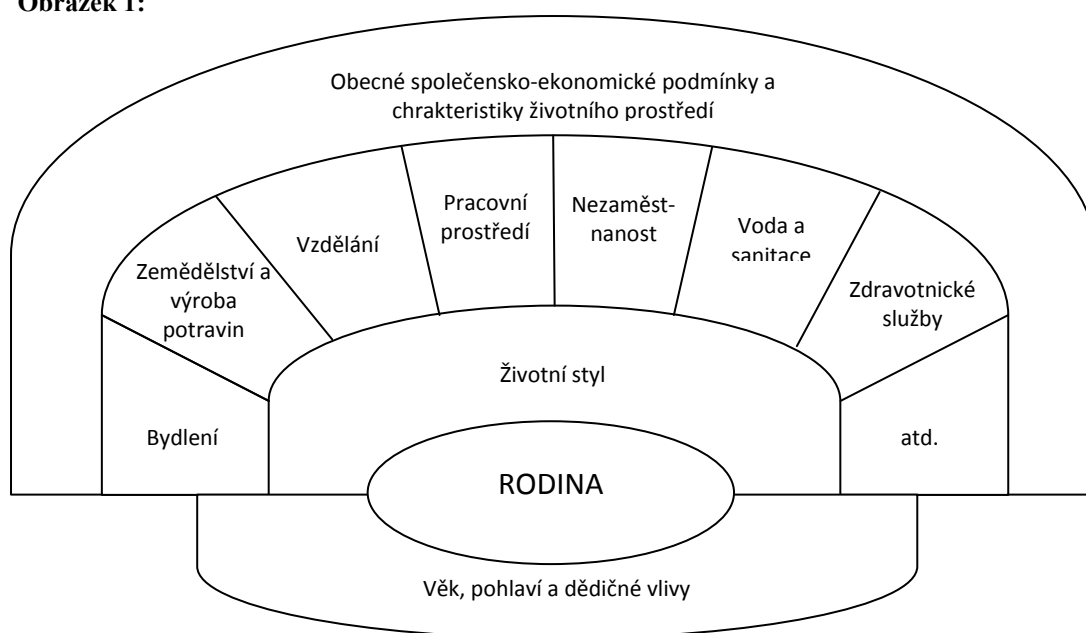 Obrázek 1:
Obecné společensko-ekonomické podmínky a
chrakteristiky životního prostředí
Pracovní
prostředí
Nezaměst-
nanost
Vzdělání
Voda a
sanitace
Zemědělství a
výroba
potravin
Zdravotnické
služby
Životní styl
Bydlení
atd.
RODINA
Věk, pohlaví a dědičné vlivy